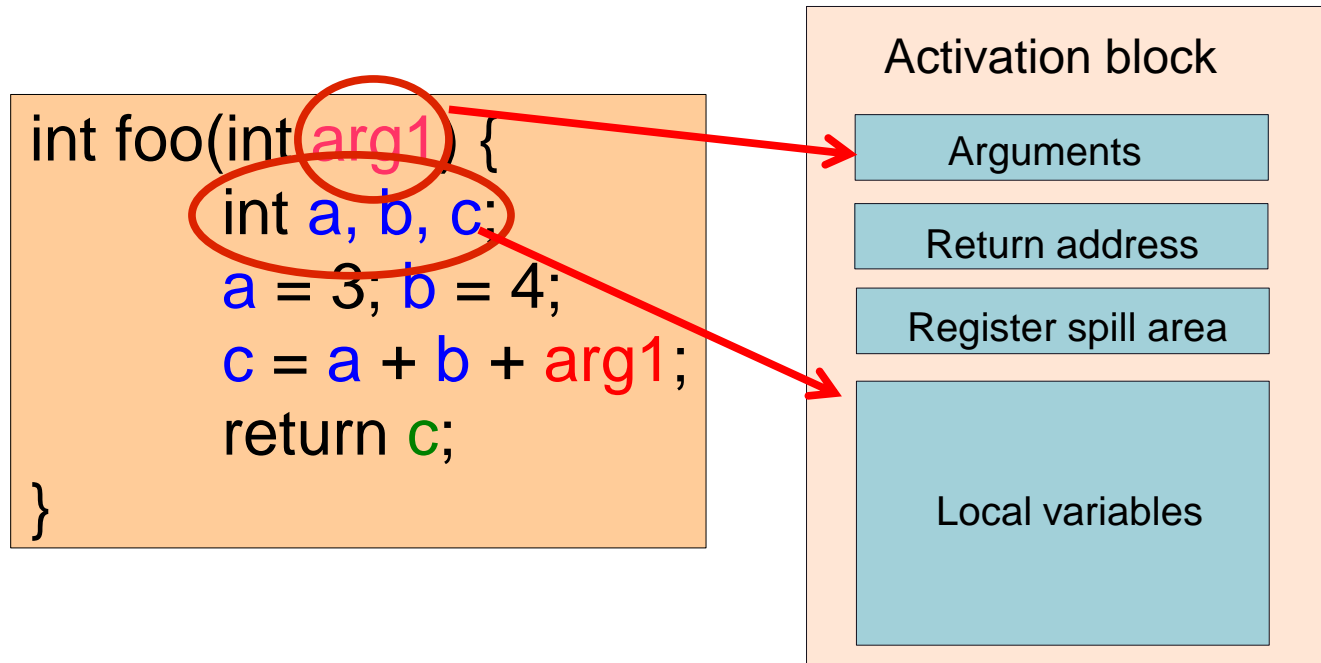 int foo(int arg1) {
int a, b, c;
a = 3; b = 4;
c = a + b + arg1;
return c;
}
Activation block
Arguments
Return address
Register spill area
Local variables